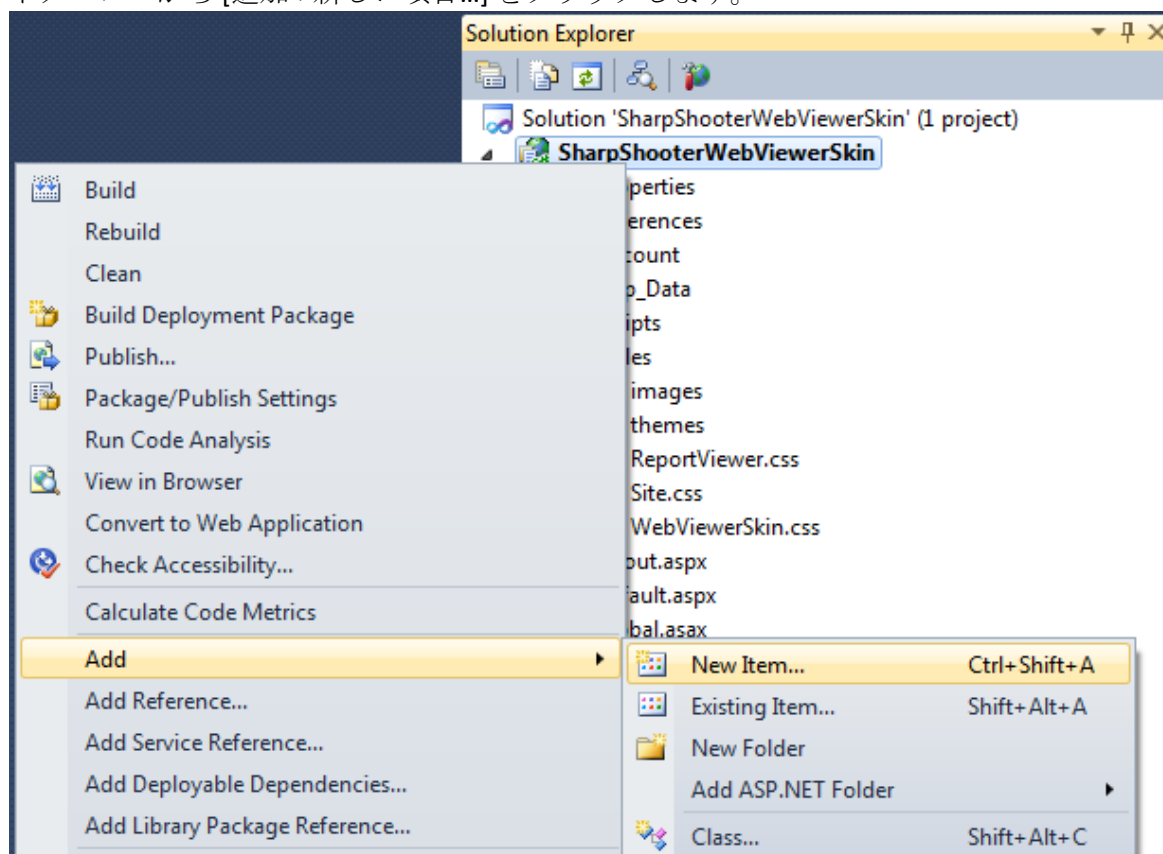 Solution Explorer
Solution 'SharpShooterWebViewerSkin' (1 project)
SharpShooterWebViewerSkin
Build
perties
Rebuild
erences
Clean
count
p_Data
Build Deployment Package
ipts
Publish...
les
Package/Publish Settings
images
themes
Run Code Analysis
ReportViewer.css
View in Browser
Site.css
Convert to Web Application
WebViewerSkin.css
Check Accessibility...
out.aspx
fault.aspx
Calculate Code Metrics
bal.asax
Add
New Item... Ctrl+Shift+A
Add Reference...
Existing Item... Shift+Alt+A
Add Service Reference...
New Folder
Add Deployable Dependencies...
Add ASP.NET Folder
Add Library Package Reference...
Class... Shift+Alt+C